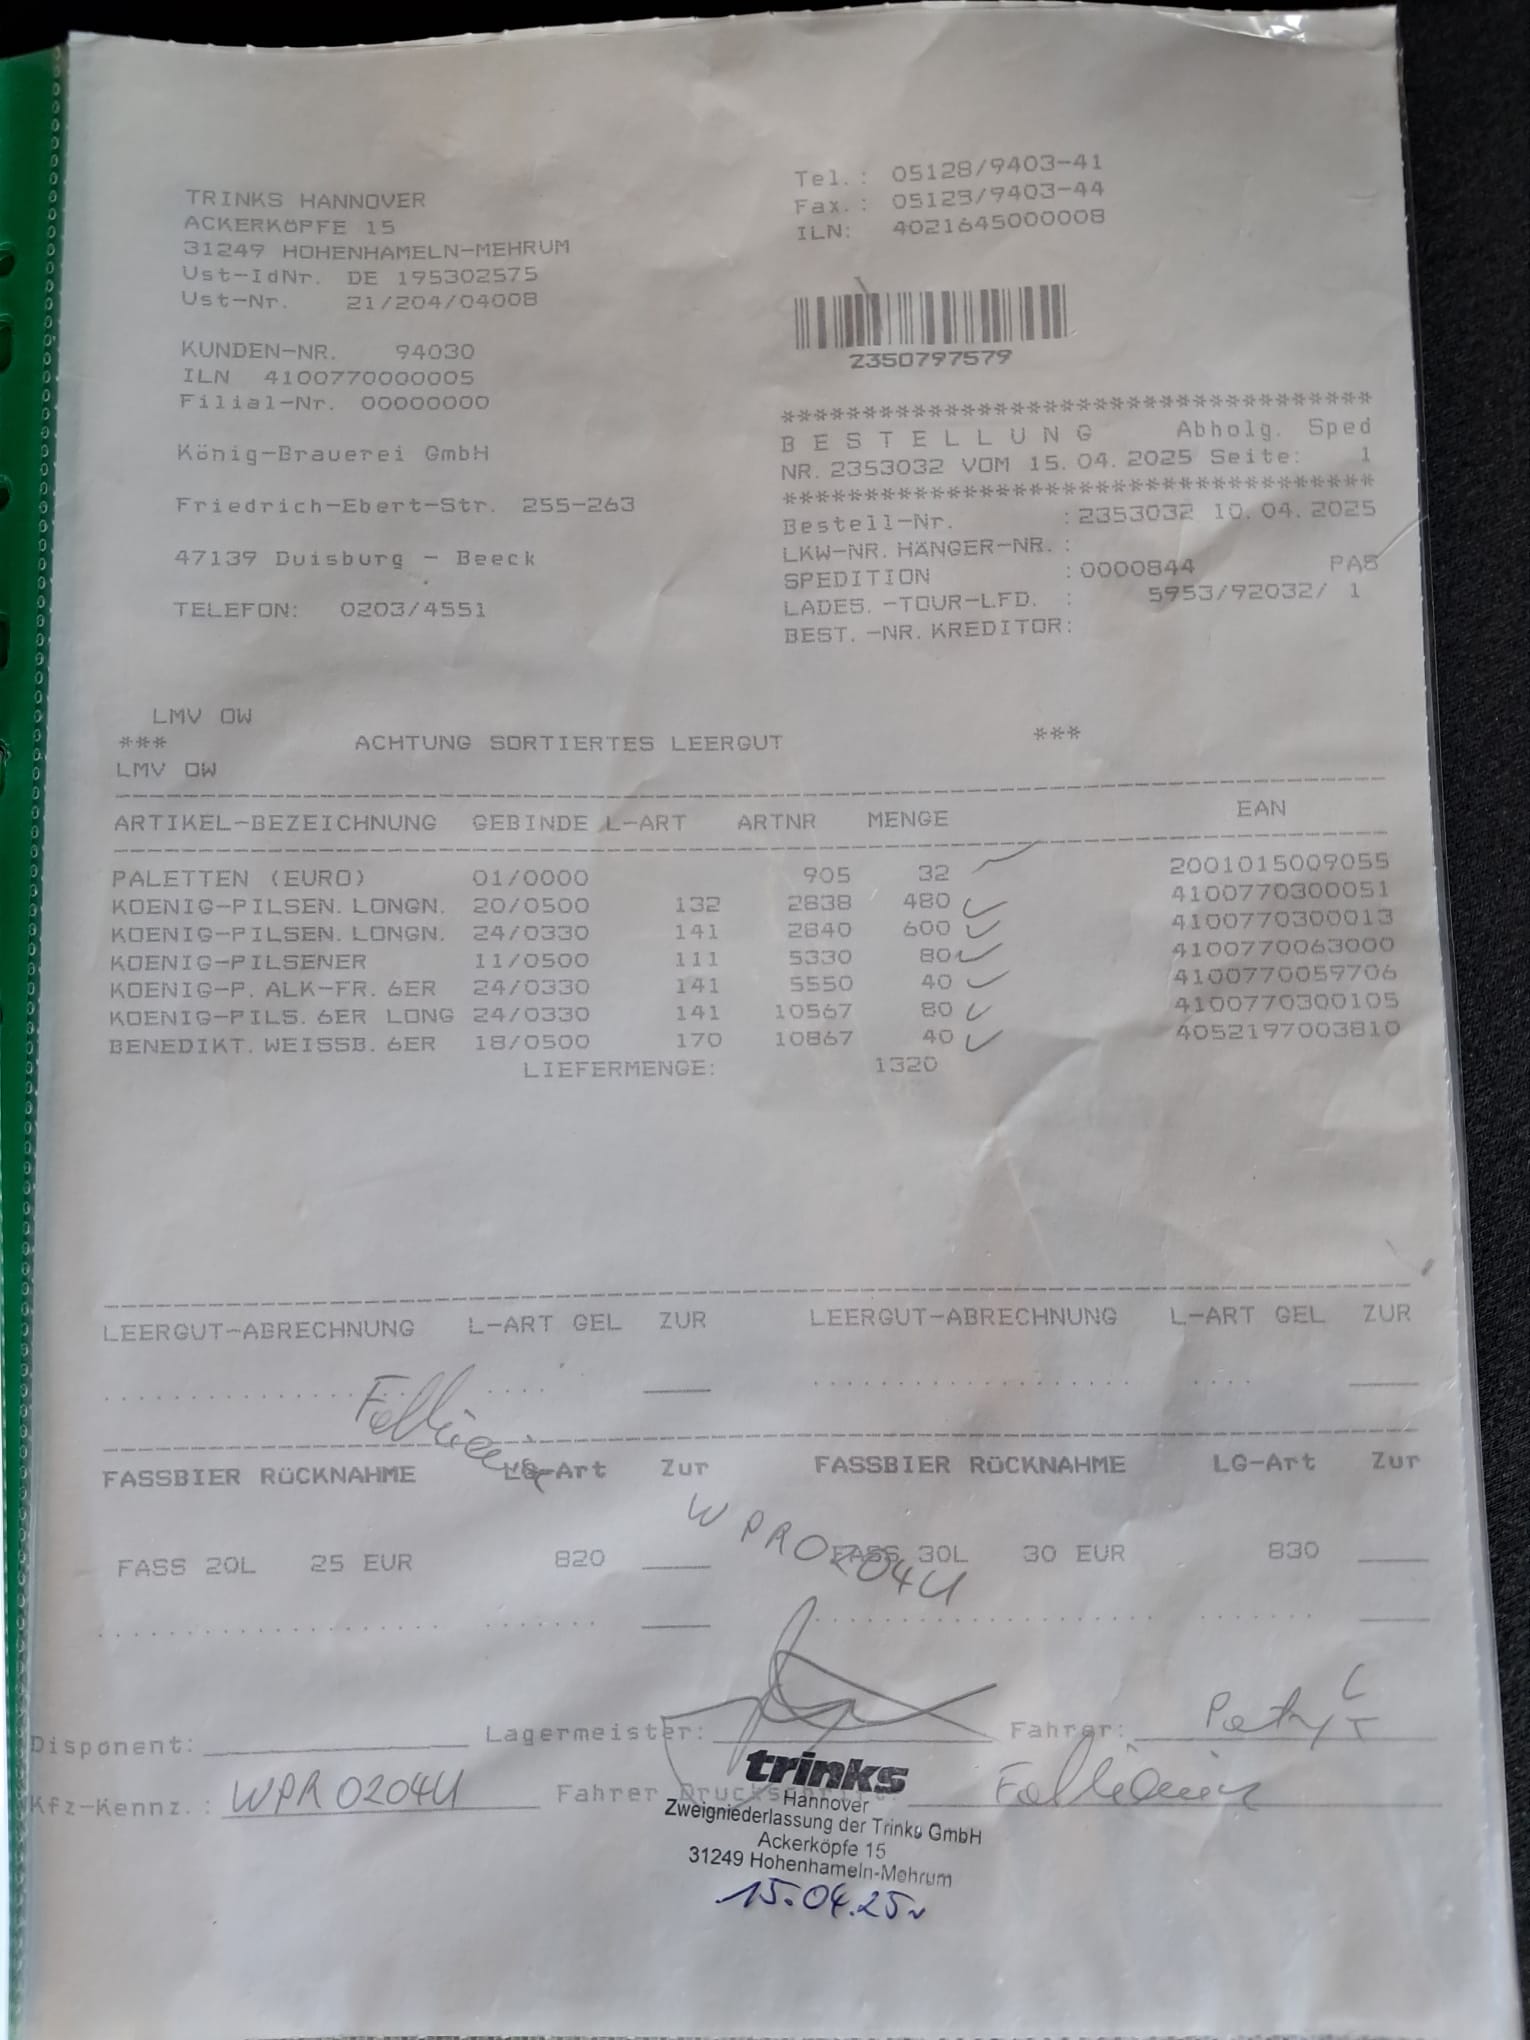 TRINKS HANNOVER
ACKERKÖPFE 15
31249 HOHENHAMELN-MEHRUM
Ust-IdNr. DE 195302575
Ust-Nr. 21/204/04008
Tel.: 05128/9403-41
Fax.: 05128/9403-44
ILN: 4021645000008
2350797579
KUNDEN-NR. 94030
ILN 4100770000005
Filial-Nr. 00000000
König-Brauerei GmbH
Friedrich-Ebert-Str. 255-263
47139 Duisburg - Beeck
TELEFON: 0203/4551
**********************************
B E S T E L L U N G Abholg. Sped
NR. 2353032 VOM 15.04.2025 Seite: 1
**********************************
Bestell-Nr. :2353032 10.04.2025
LKW-NR. HÄNGER-NR. :
SPEDITION :0000844 PAB
LADES.-TOUR-LFD. : 5953/92032/ 1
BEST.-NR. KREDITOR:
LMV OW
*** ACHTUNG SORTIERTES LEERGUT ***
LMV OW
ARTIKEL-BEZEICHNUNG GEBINDE L-ART ARTNR MENGE EAN
PALETTEN (EURO) 01/0000 905 32 2001015009055
KOENIG-PILSEN. LONGN. 20/0500 132 2838 480 4100770300051
KOENIG-PILSEN. LONGN. 24/0330 141 2840 600 4100770300013
KOENIG-PILSENER 11/0500 111 5330 80 4100770063000
KOENIG-P. ALK-FR. 6ER 24/0330 141 5550 40 4100770059706
KOENIG-PILS. 6ER LONG 24/0330 141 10567 80 4100770300105
BENEDIKT. WEISSB. 6ER 18/0500 170 10867 40 4052197003810
LIEFERMENGE: 1320
LEERGUT-ABRECHNUNG L-ART GEL ZUR LEERGUT-ABRECHNUNG L-ART GEL ZUR
FASSBIER RÜCKNAHME LG-Art Zur FASSBIER RÜCKNAHME LG-Art Zur
WPR0204U
FASS 20L 25 EUR 820 FASS 30L 30 EUR 830
Disponent: Lagermeister: Fahrer:
Kfz-Kennz.: WPR0204U Fahrer Druckschrift:
trinks
Hannover
Zweigniederlassung der Trinks GmbH
Ackerköpfe 15
31249 Hohenhameln-Mehrum
15.04.25